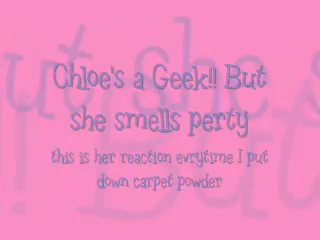 Chloe's a Geek!! But
she smells perty
this is her reaction evrytime I put
down carpet powder